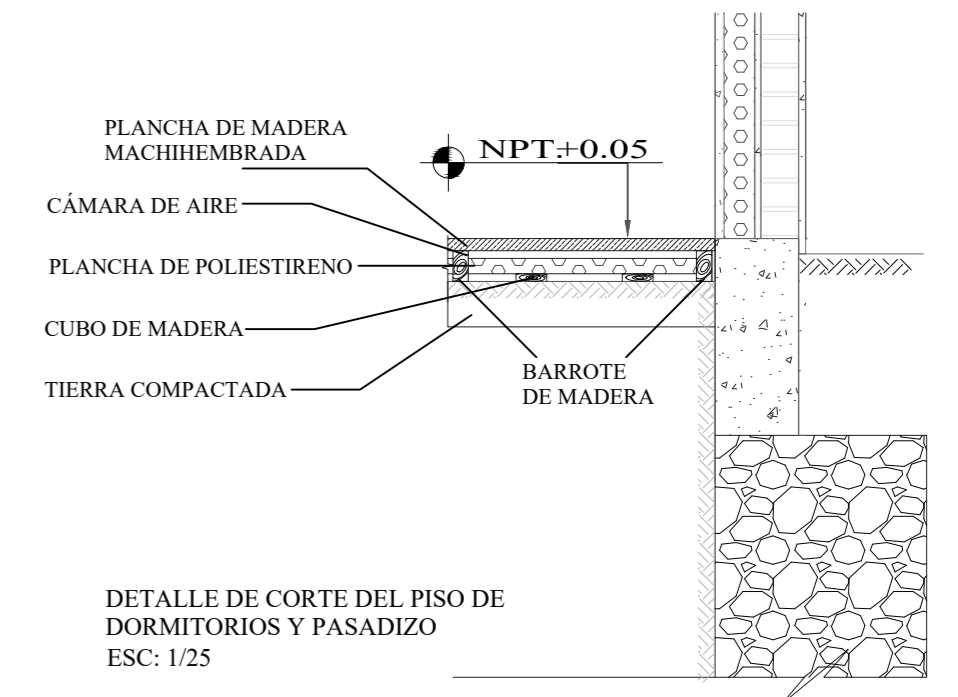 PLANCHA DE MADERA
MACHIHEMBRADA
NPT:+0.05
CÁMARA DE AIRE
PLANCHA DE POLIESTIRENO
CUBO DE MADERA
TIERRA COMPACTADA
BARROTE
DE MADERA
DETALLE DE CORTE DEL PISO DE
DORMITORIOS Y PASADIZO
ESC: 1/25